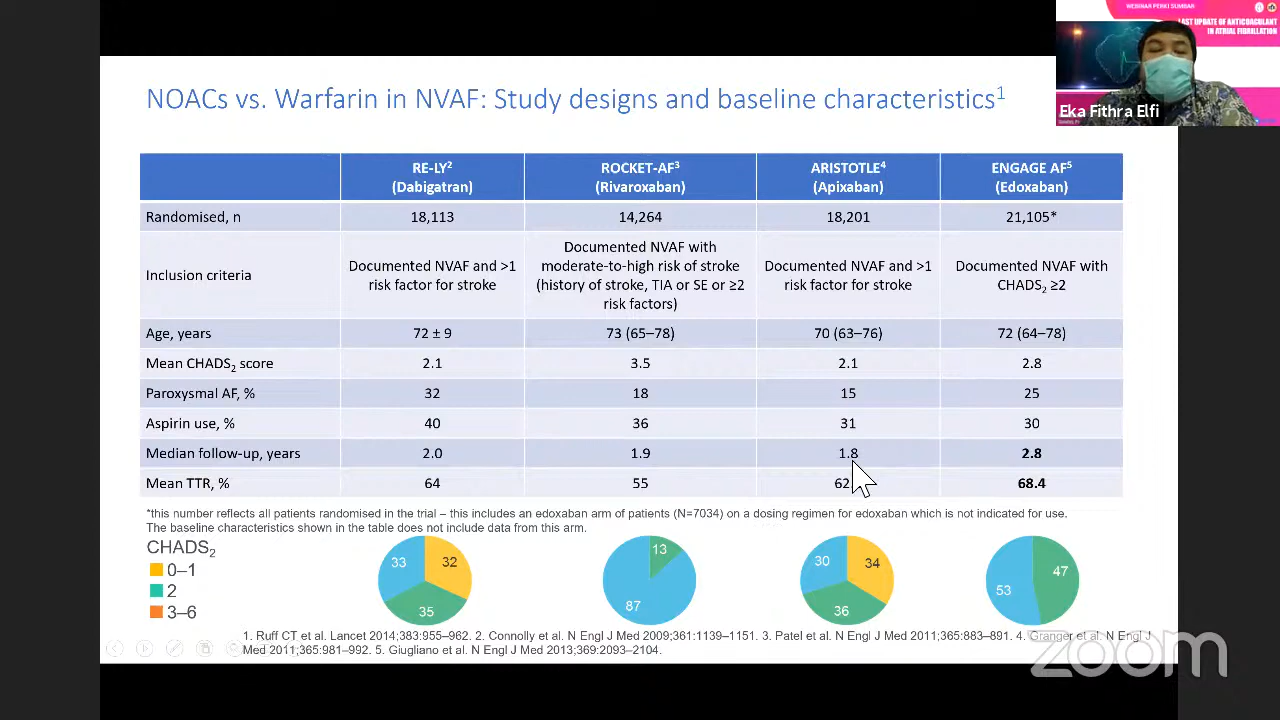 WEBINAR PERKI SUMBAR
LAST UPDATE OF ANTICOAGULANT
IN ATRIAL FIBRILLATION
Eka Fithra Elfi
NOACs vs. Warfarin in NVAF: Study designs and baseline characteristics1
RE-LY2 (Dabigatran) ROCKET-AF3 (Rivaroxaban) ARISTOTLE4 (Apixaban) ENGAGE AF5 (Edoxaban)
Randomised, n 18,113 14,264 18,201 21,105*
Inclusion criteria Documented NVAF and >1 risk factor for stroke Documented NVAF with moderate-to-high risk of stroke (history of stroke, TIA or SE or ≥2 risk factors) Documented NVAF and >1 risk factor for stroke Documented NVAF with CHADS2 ≥2
Age, years 72 ± 9 73 (65–78) 70 (63–76) 72 (64–78)
Mean CHADS2 score 2.1 3.5 2.1 2.8
Paroxysmal AF, % 32 18 15 25
Aspirin use, % 40 36 31 30
Median follow-up, years 2.0 1.9 1.8 2.8
Mean TTR, % 64 55 62 68.4
*this number reflects all patients randomised in the trial – this includes an edoxaban arm of patients (N=7034) on a dosing regimen for edoxaban which is not indicated for use.
The baseline characteristics shown in the table does not include data from this arm.
CHADS2
0–1
2
3–6
33 32 35
13 87
30 34 36
53 47
1. Ruff CT et al. Lancet 2014;383:955–962. 2. Connolly et al. N Engl J Med 2009;361:1139–1151. 3. Patel et al. N Engl J Med 2011;365:883–891. 4. Granger et al. N Engl J
Med 2011;365:981–992. 5. Giugliano et al. N Engl J Med 2013;369:2093–2104.
zoom